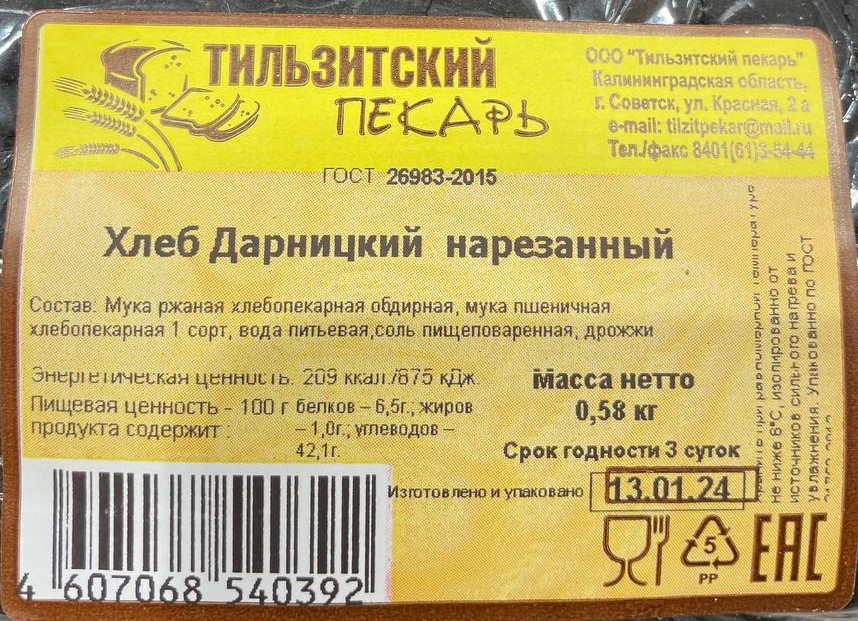 ТИЛЬЗИТСКИЙ
ПЕКАРЬ
ООО "Тильзитский пекарь"
Калининградская область,
г. Советск, ул. Красная, 2 а
e-mail: tilzitpekar@mail.ru
Тел./факс 8401(61)3-54-44
ГОСТ 26983-2015
Хлеб Дарницкий нарезанный
Состав: Мука ржаная хлебопекарная обдирная, мука пшеничная
хлебопекарная 1 сорт, вода питьевая,соль пищеповаренная, дрожжи
Энергетическая ценность: 209 ккал./875 кДж.
Пищевая ценность - 100 г белков – 6,5г.; жиров
продукта содержит : – 1,0г.; углеводов –
42,1г.
Масса нетто
0,58 кг
Срок годности 3 суток
Изготовлено и упаковано 13.01.24
при температуре
не ниже 6°С, изолированно от
источников сильного нагрева и
увлажнения. Упаковано по ГОСТ
4 607068 540392
5
PP
EAC